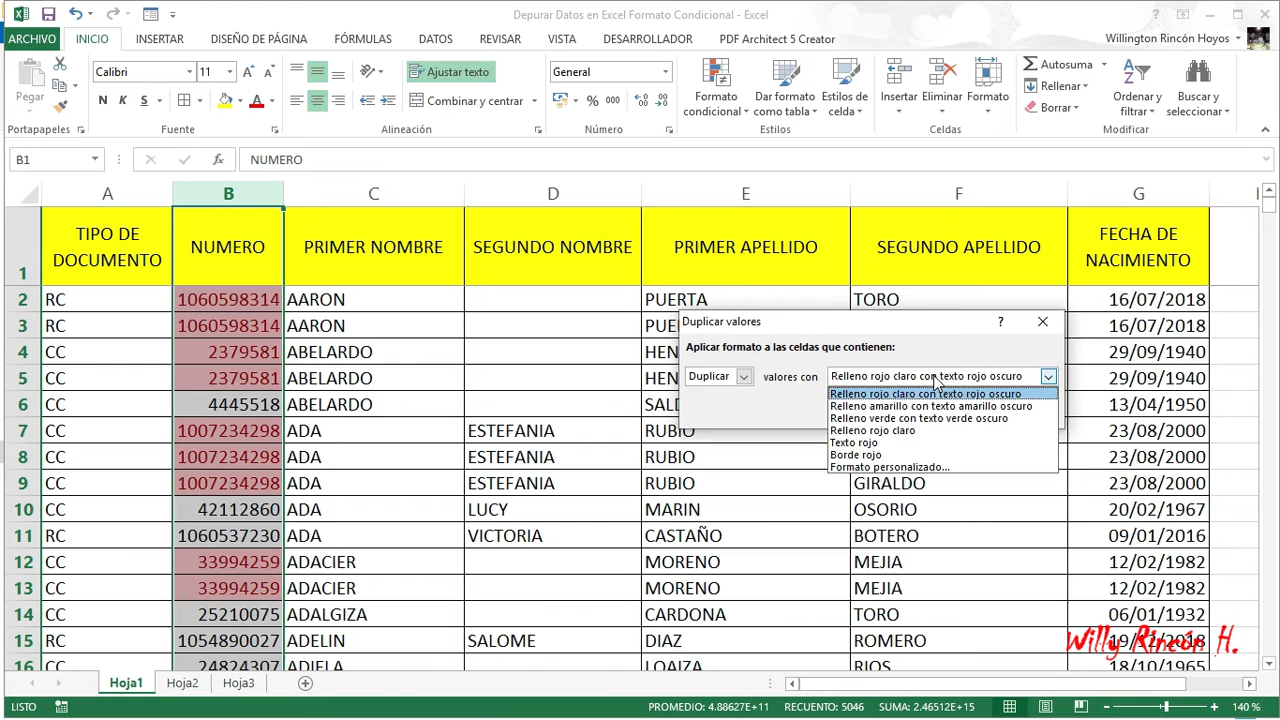 Depurar Datos en Excel Formato Condicional - Excel
ARCHIVO INICIO INSERTAR DISEÑO DE PÁGINA FÓRMULAS DATOS REVISAR VISTA DESARROLLADOR PDF Architect 5 Creator Willington Rincón Hoyos
Calibri 11 Ajustar texto General Autosuma
Rellenar
N K S Combinar y centrar % 000 Borrar
Pegar Formato condicional Dar formato como tabla Estilos de celda Insertar Eliminar Formato Ordenar y filtrar Buscar y seleccionar
Portapapeles Fuente Alineación Número Estilos Celdas Modificar
B1 fx NUMERO
A B C D E F G
1 TIPO DE DOCUMENTO NUMERO PRIMER NOMBRE SEGUNDO NOMBRE PRIMER APELLIDO SEGUNDO APELLIDO FECHA DE NACIMIENTO
2 RC 1060598314 AARON PUERTA TORO 16/07/2018
3 RC 1060598314 AARON 16/07/2018
4 CC 2379581 ABELARDO 29/09/1940
5 CC 2379581 ABELARDO 29/09/1940
6 CC 4445518 ABELARDO 13/04/1950
7 CC 1007234298 ADA ESTEFANIA RUBIO 23/08/2000
8 CC 1007234298 ADA ESTEFANIA RUBIO 23/08/2000
9 CC 1007234298 ADA ESTEFANIA RUBIO GIRALDO 23/08/2000
10 CC 42112860 ADA LUCY MARIN OSORIO 20/02/1967
11 RC 1060537230 ADA VICTORIA CASTAÑO BOTERO 09/01/2016
12 CC 33994259 ADACIER MORENO MEJIA 12/02/1982
13 CC 33994259 ADACIER MORENO MEJIA 12/02/1982
14 CC 25210075 ADALGIZA CARDONA TORO 06/01/1932
15 RC 1054890027 ADELIN SALOME DIAZ ROMERO
16 CC 24824307 ADIELA LOAIZA RIOS 18/10/1965
Duplicar valores ?
Aplicar formato a las celdas que contienen:
Duplicar valores con Relleno rojo claro con texto rojo oscuro
Relleno rojo claro con texto rojo oscuro
Relleno amarillo con texto amarillo oscuro
Relleno verde con texto verde oscuro
Relleno rojo claro
Texto rojo
Borde rojo
Formato personalizado...
Willy Rincón H.
Hoja1 Hoja2 Hoja3
LISTO PROMEDIO: 4.88627E+11 RECUENTO: 5046 SUMA: 2.46512E+15 140 %